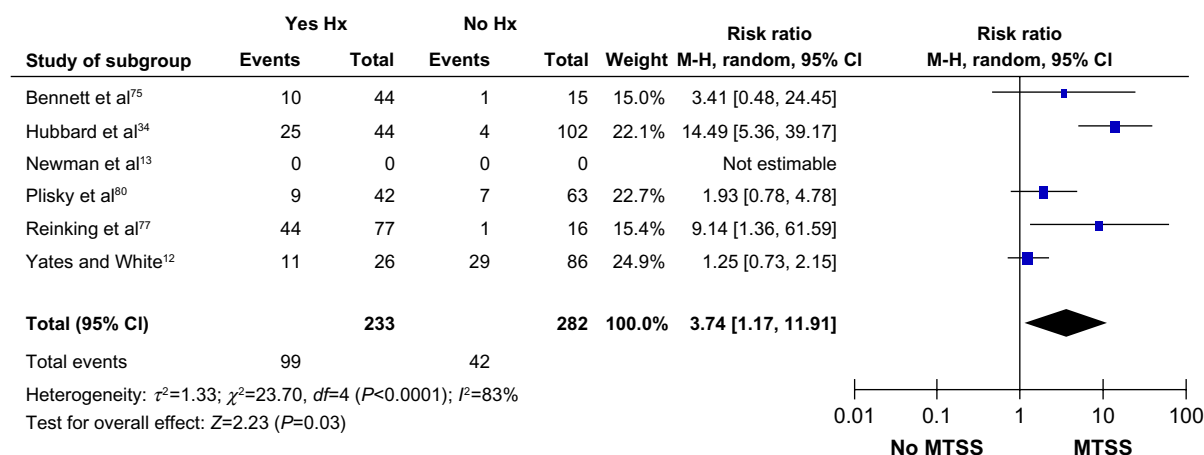 Yes Hx No Hx Risk ratio Risk ratio
Study of subgroup Events Total Events Total Weight M-H, random, 95% CI M-H, random, 95% CI
Bennett et al⁷⁵ 10 44 1 15 15.0% 3.41 [0.48, 24.45]
Hubbard et al³⁴ 25 44 4 102 22.1% 14.49 [5.36, 39.17]
Newman et al¹³ 0 0 0 0 Not estimable
Plisky et al⁸⁰ 9 42 7 63 22.7% 1.93 [0.78, 4.78]
Reinking et al⁷⁷ 44 77 1 16 15.4% 9.14 [1.36, 61.59]
Yates and White¹² 11 26 29 86 24.9% 1.25 [0.73, 2.15]
Total (95% CI) 233 282 100.0% 3.74 [1.17, 11.91]
Total events 99 42
Heterogeneity: τ²=1.33; χ²=23.70, df=4 (P<0.0001); I²=83%
Test for overall effect: Z=2.23 (P=0.03)
0.01 0.1 1 10 100
No MTSS MTSS